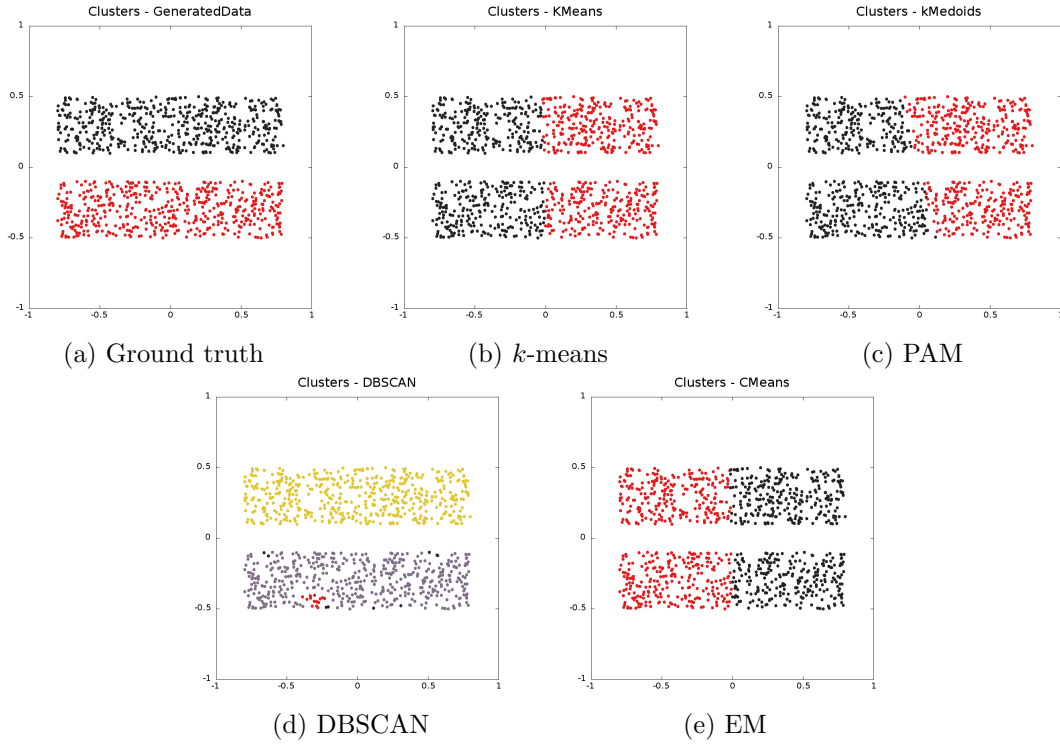 Clusters - GeneratedData
1
0.5
0
-0.5
-1
-1 -0.5 0 0.5 1
(a) Ground truth
Clusters - KMeans
1
0.5
0
-0.5
-1
-1 -0.5 0 0.5 1
(b) k-means
Clusters - kMedoids
1
0.5
0
-0.5
-1
-1 -0.5 0 0.5 1
(c) PAM
Clusters - DBSCAN
1
0.5
0
-0.5
-1
-1 -0.5 0 0.5 1
(d) DBSCAN
Clusters - CMeans
1
0.5
0
-0.5
-1
-1 -0.5 0 0.5 1
(e) EM